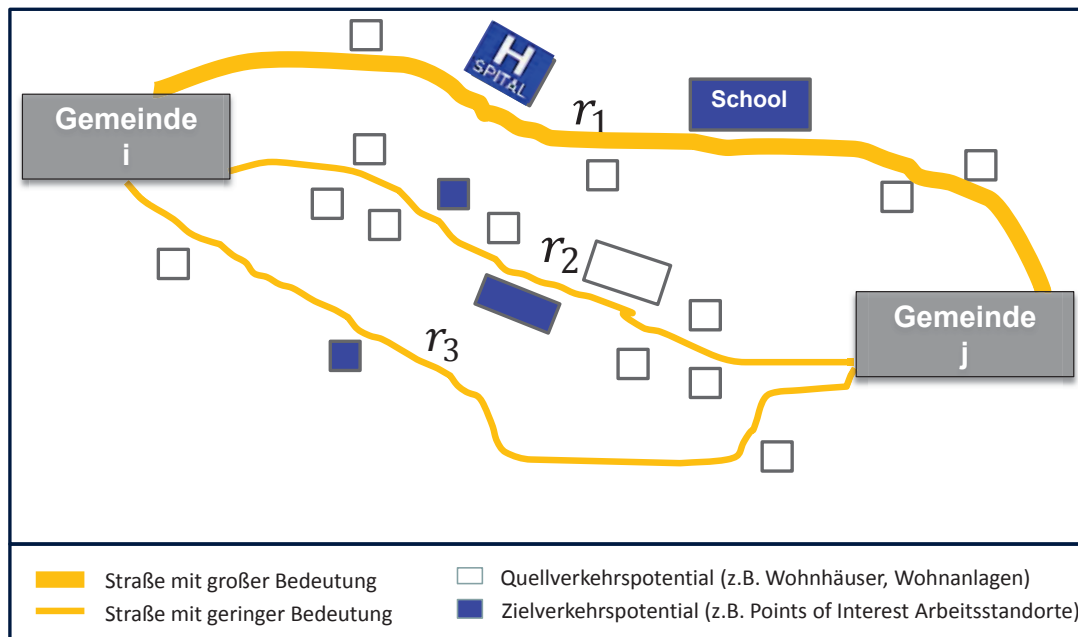 H
SPITAL
School
r1
Gemeinde
i
r2
r3
Gemeinde
j
Straße mit großer Bedeutung
Straße mit geringer Bedeutung
Quellverkehrspotential (z.B. Wohnhäuser, Wohnanlagen)
Zielverkehrspotential (z.B. Points of Interest Arbeitsstandorte)